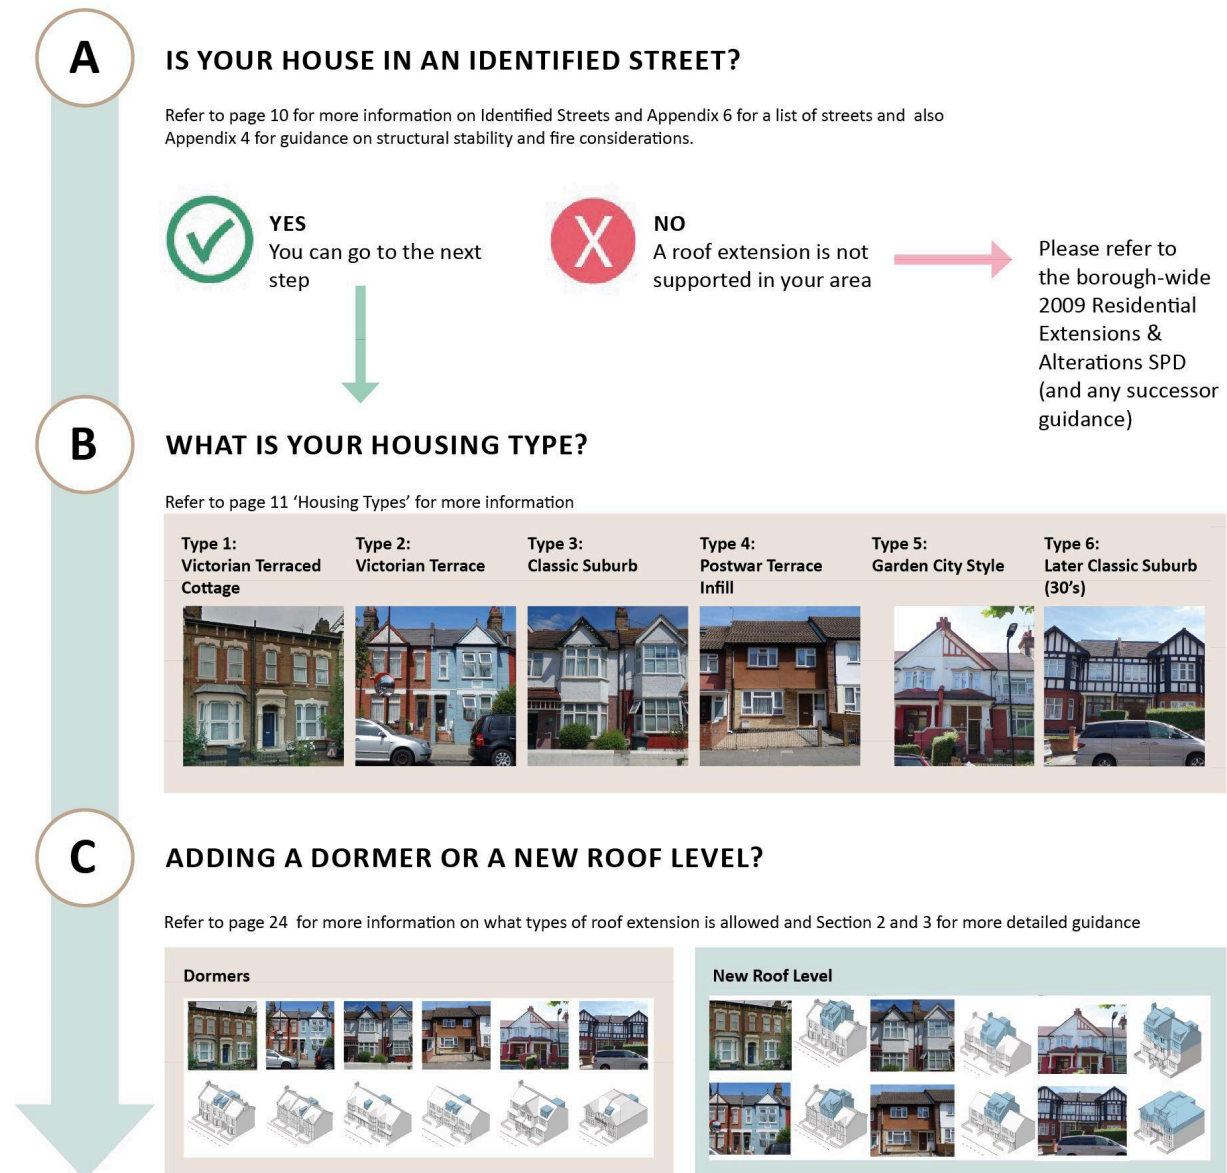 A
IS YOUR HOUSE IN AN IDENTIFIED STREET?
Refer to page 10 for more information on Identified Streets and Appendix 6 for a list of streets and also
Appendix 4 for guidance on structural stability and fire considerations.
YES
You can go to the next
step
X
NO
A roof extension is not
supported in your area
Please refer to
the borough-wide
2009 Residential
Extensions &
Alterations SPD
(and any successor
guidance)
B
WHAT IS YOUR HOUSING TYPE?
Refer to page 11 ‘Housing Types’ for more information
Type 1:
Victorian Terraced
Cottage
Type 2:
Victorian Terrace
Type 3:
Classic Suburb
Type 4:
Postwar Terrace
Infill
Type 5:
Garden City Style
Type 6:
Later Classic Suburb
(30’s)
C
ADDING A DORMER OR A NEW ROOF LEVEL?
Refer to page 24 for more information on what types of roof extension is allowed and Section 2 and 3 for more detailed guidance
Dormers
New Roof Level